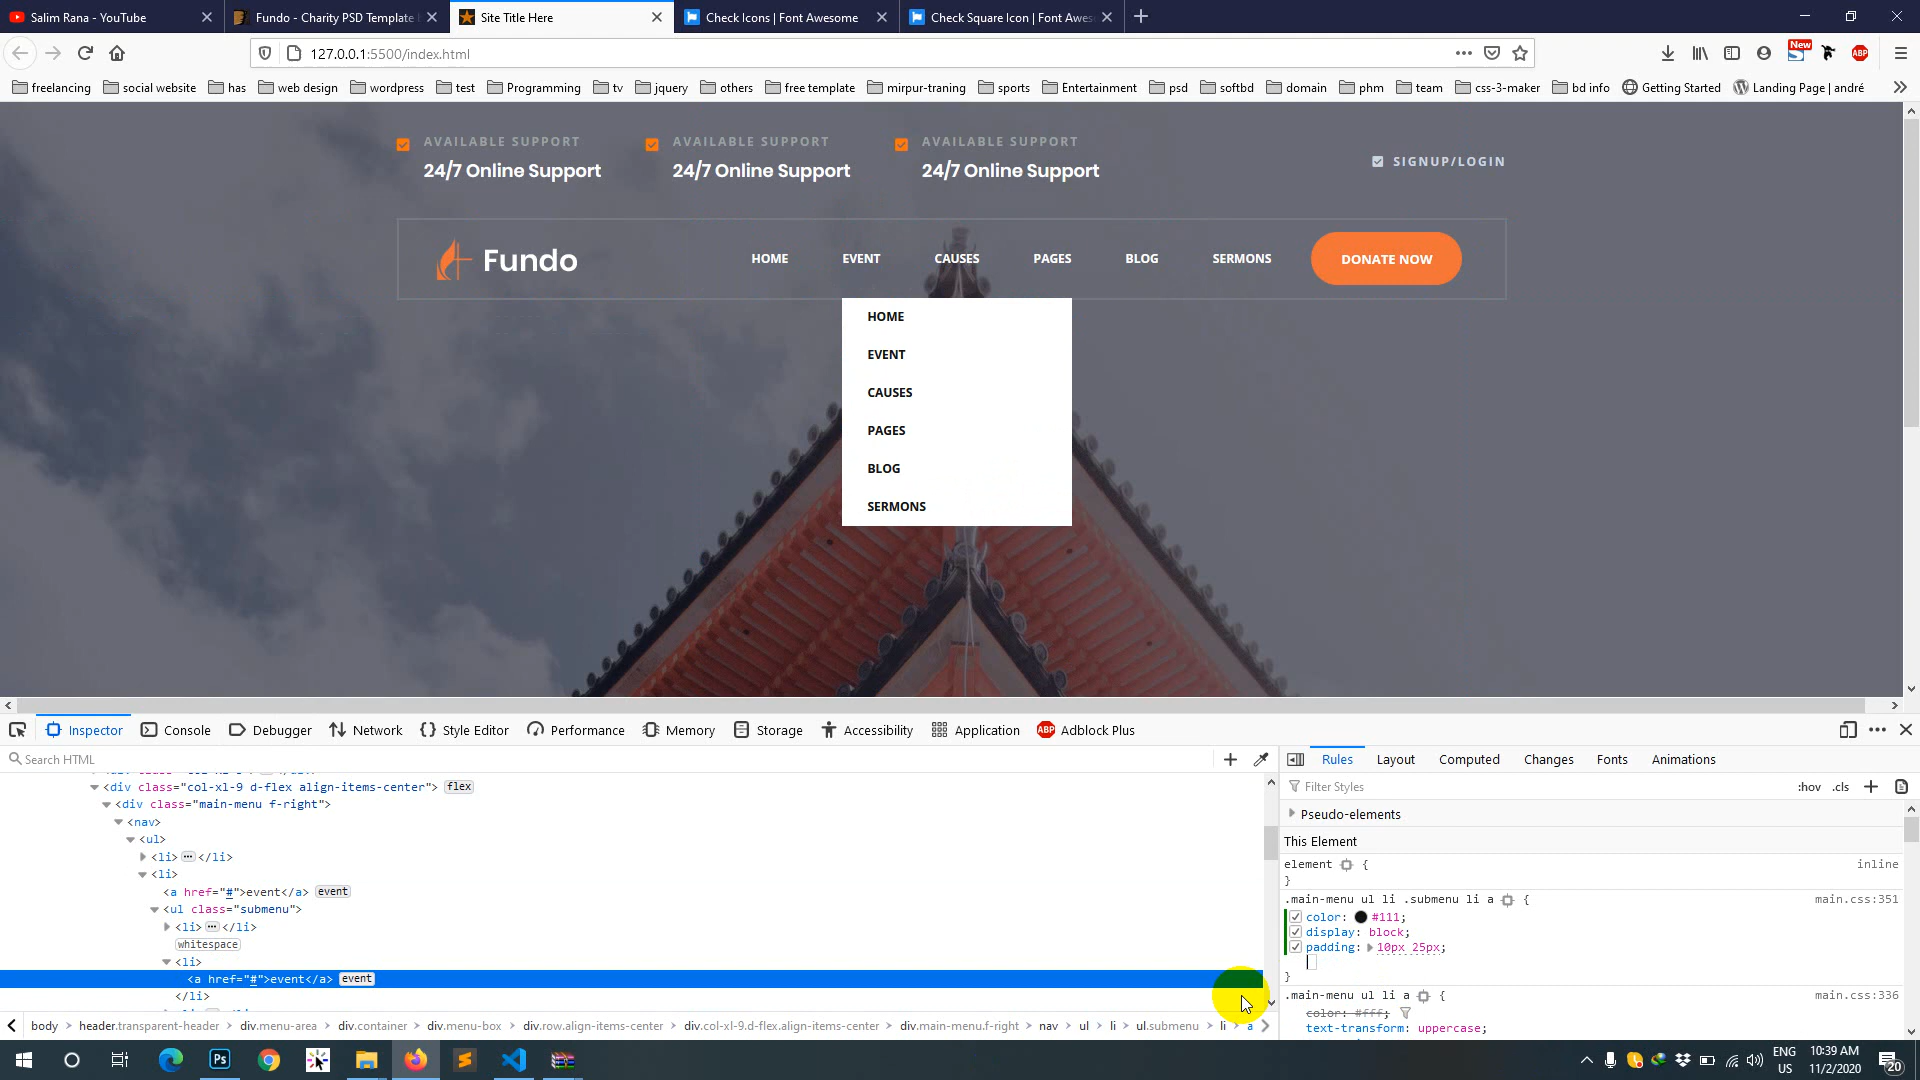 Salim Rana - YouTube
Fundo - Charity PSD Template
Site Title Here
Check Icons | Font Awesome
Check Square Icon | Font Awes
127.0.0.1:5500/index.html
New
ABP
freelancing
social website
has
web design
wordpress
test
Programming
tv
jquery
others
free template
mirpur-traning
sports
Entertainment
psd
softbd
domain
phm
team
css-3-maker
bd info
Getting Started
Landing Page | andré
AVAILABLE SUPPORT
24/7 Online Support
AVAILABLE SUPPORT
24/7 Online Support
AVAILABLE SUPPORT
24/7 Online Support
SIGNUP/LOGIN
Fundo
HOME
EVENT
CAUSES
PAGES
BLOG
SERMONS
DONATE NOW
HOME
EVENT
CAUSES
PAGES
BLOG
SERMONS
Inspector
Console
Debugger
Network
Style Editor
Performance
Memory
Storage
Accessibility
Application
ABP Adblock Plus
Search HTML
<div class="col-xl-9 d-flex align-items-center"> flex
<div class="main-menu f-right">
<nav>
<ul>
<li> ••• </li>
<li>
<a href="#">event</a> event
<ul class="submenu">
<li> ••• </li>
whitespace
<li>
<a href="#">event</a> event
</li>
body
header.transparent-header
div.menu-area
div.container
div.menu-box
div.row.align-items-center
div.col-xl-9.d-flex.align-items-center
div.main-menu.f-right
nav
ul
li
ul.submenu
li
a
Rules
Layout
Computed
Changes
Fonts
Animations
Filter Styles
:hov
.cls
Pseudo-elements
This Element
element {
inline
}
.main-menu ul li .submenu li a {
main.css:351
color: #111;
display: block;
padding: 10px 25px;
}
.main-menu ul li a {
main.css:336
color: #fff;
text-transform: uppercase;
Ps
ENG
US
10:39 AM
11/2/2020
20